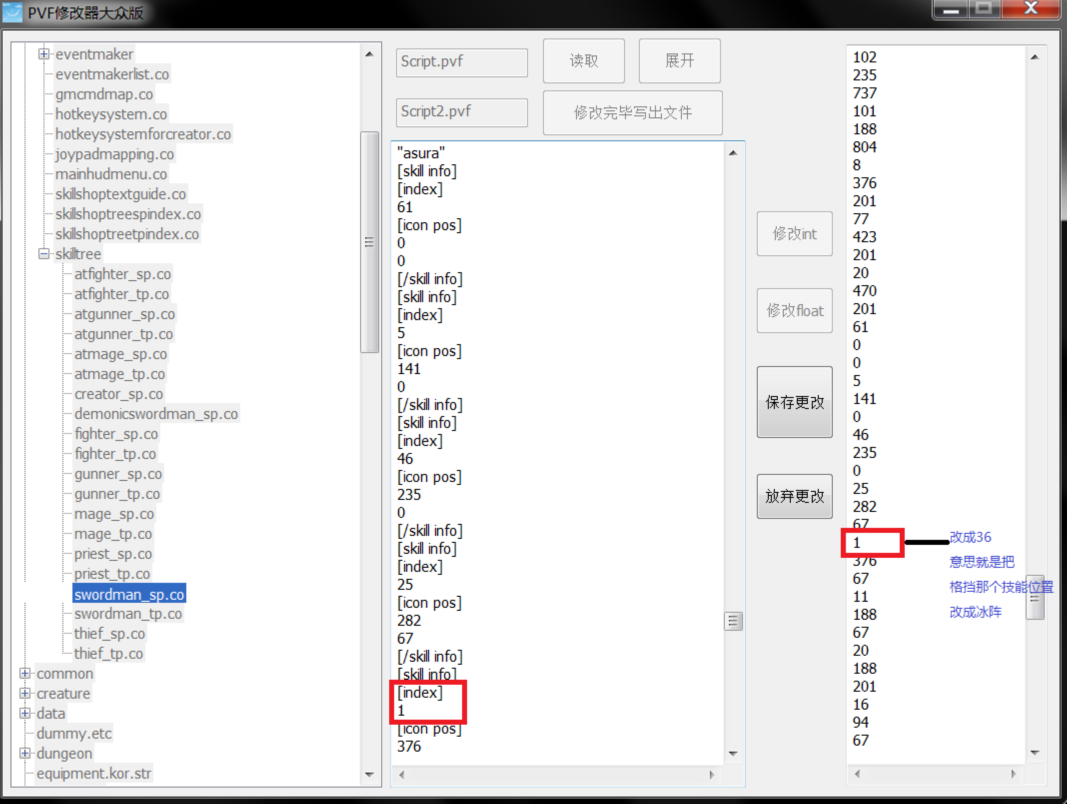 PVF修改器大众版
eventmaker
eventmakerlist.co
gmcmdmap.co
hotkeysystem.co
hotkeysystemforcreator.co
joypadmapping.co
mainhudmenu.co
skillshoptextguide.co
skillshoptreespindex.co
skillshoptreetpindex.co
skilltree
atfighter_sp.co
atfighter_tp.co
atgunner_sp.co
atgunner_tp.co
atmage_sp.co
atmage_tp.co
creator_sp.co
demonicswordman_sp.co
fighter_sp.co
fighter_tp.co
gunner_sp.co
gunner_tp.co
mage_sp.co
mage_tp.co
priest_sp.co
priest_tp.co
swordman_sp.co
swordman_tp.co
thief_sp.co
thief_tp.co
common
creature
data
dummy.etc
dungeon
equipment.kor.str
Script.pvf
读取
展开
Script2.pvf
修改完毕写出文件
"asura"
[skill info]
[index]
61
[icon pos]
0
0
[/skill info]
[skill info]
[index]
5
[icon pos]
141
0
[/skill info]
[skill info]
[index]
46
[icon pos]
235
0
[/skill info]
[skill info]
[index]
25
[icon pos]
282
67
[/skill info]
[skill info]
[index]
1
[icon pos]
376
修改int
修改float
保存更改
放弃更改
102
235
737
101
188
804
8
376
201
77
423
201
20
470
201
61
0
0
5
141
0
46
235
0
25
282
67
1
376
67
11
188
67
20
188
201
16
94
67
改成36
意思就是把
格挡那个技能位置
改成冰阵